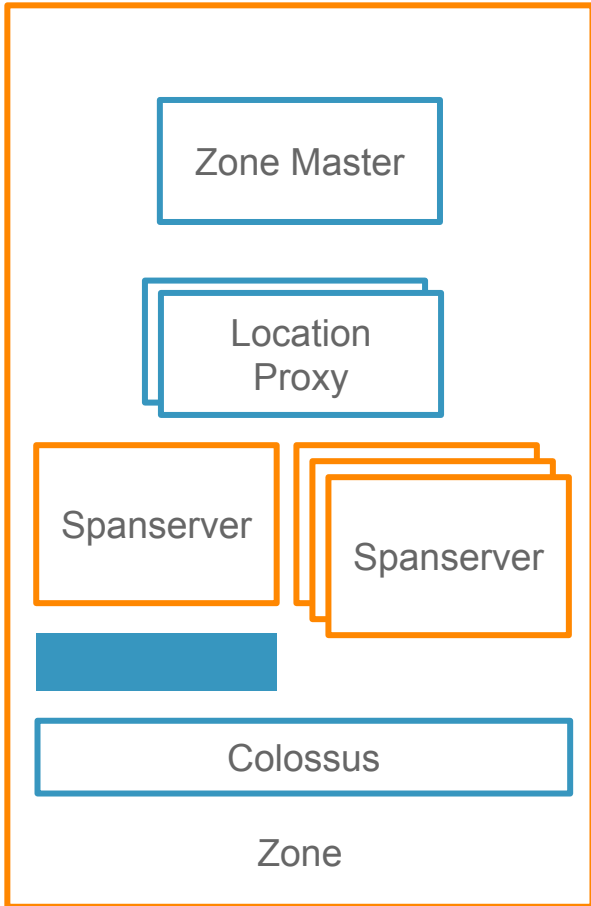 Zone Master
Location
Proxy
Spanserver
Spanserver
Colossus
Zone